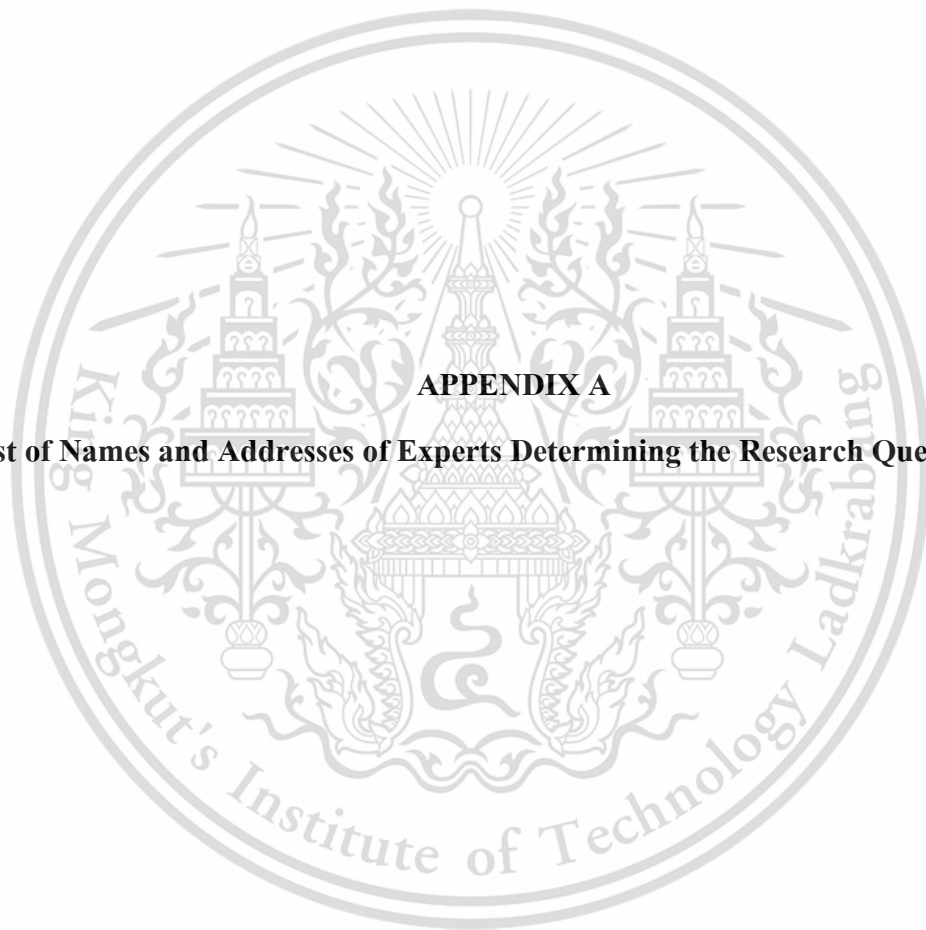 APPENDIX A
st of Names and Addresses of Experts Determining the Research Que
King Mongkut's Institute of Technology Ladkrabang